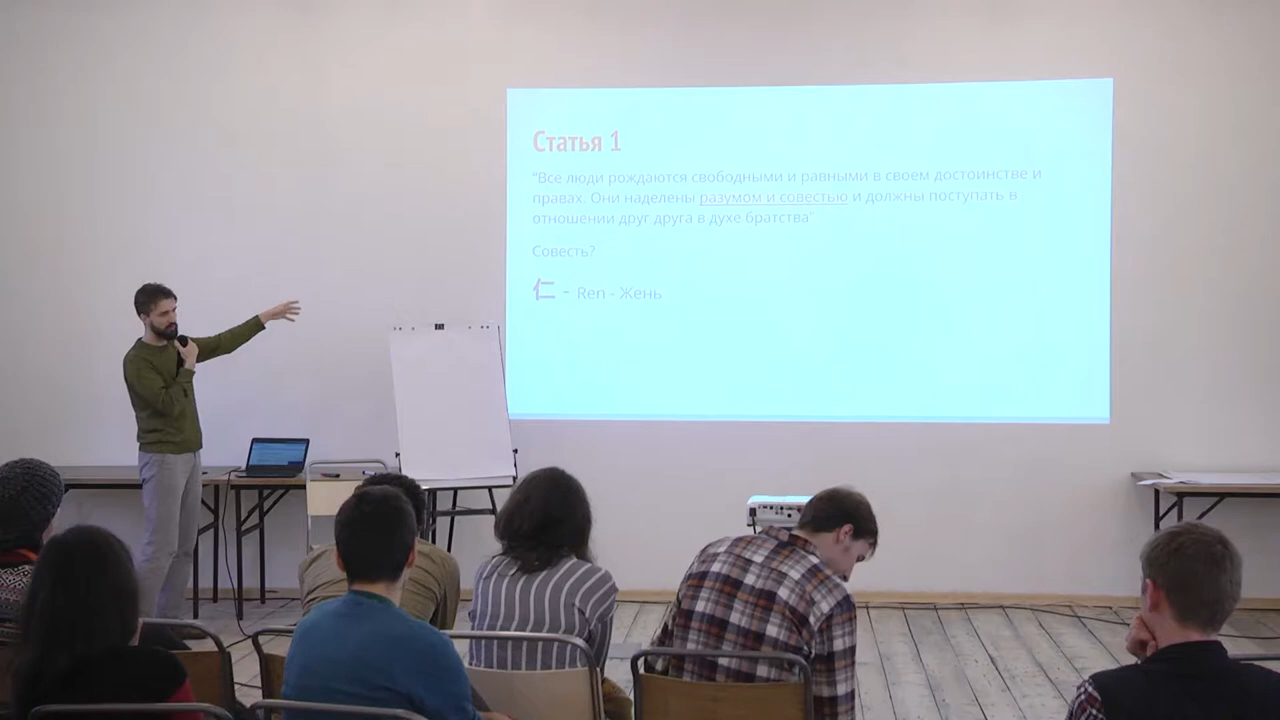 Статья 1
“Все люди рождаются свободными и равными в своем достоинстве и
правах. Они наделены разумом и совестью и должны поступать в
отношении друг друга в духе братства”
Совесть?
仁 - Ren - Жень